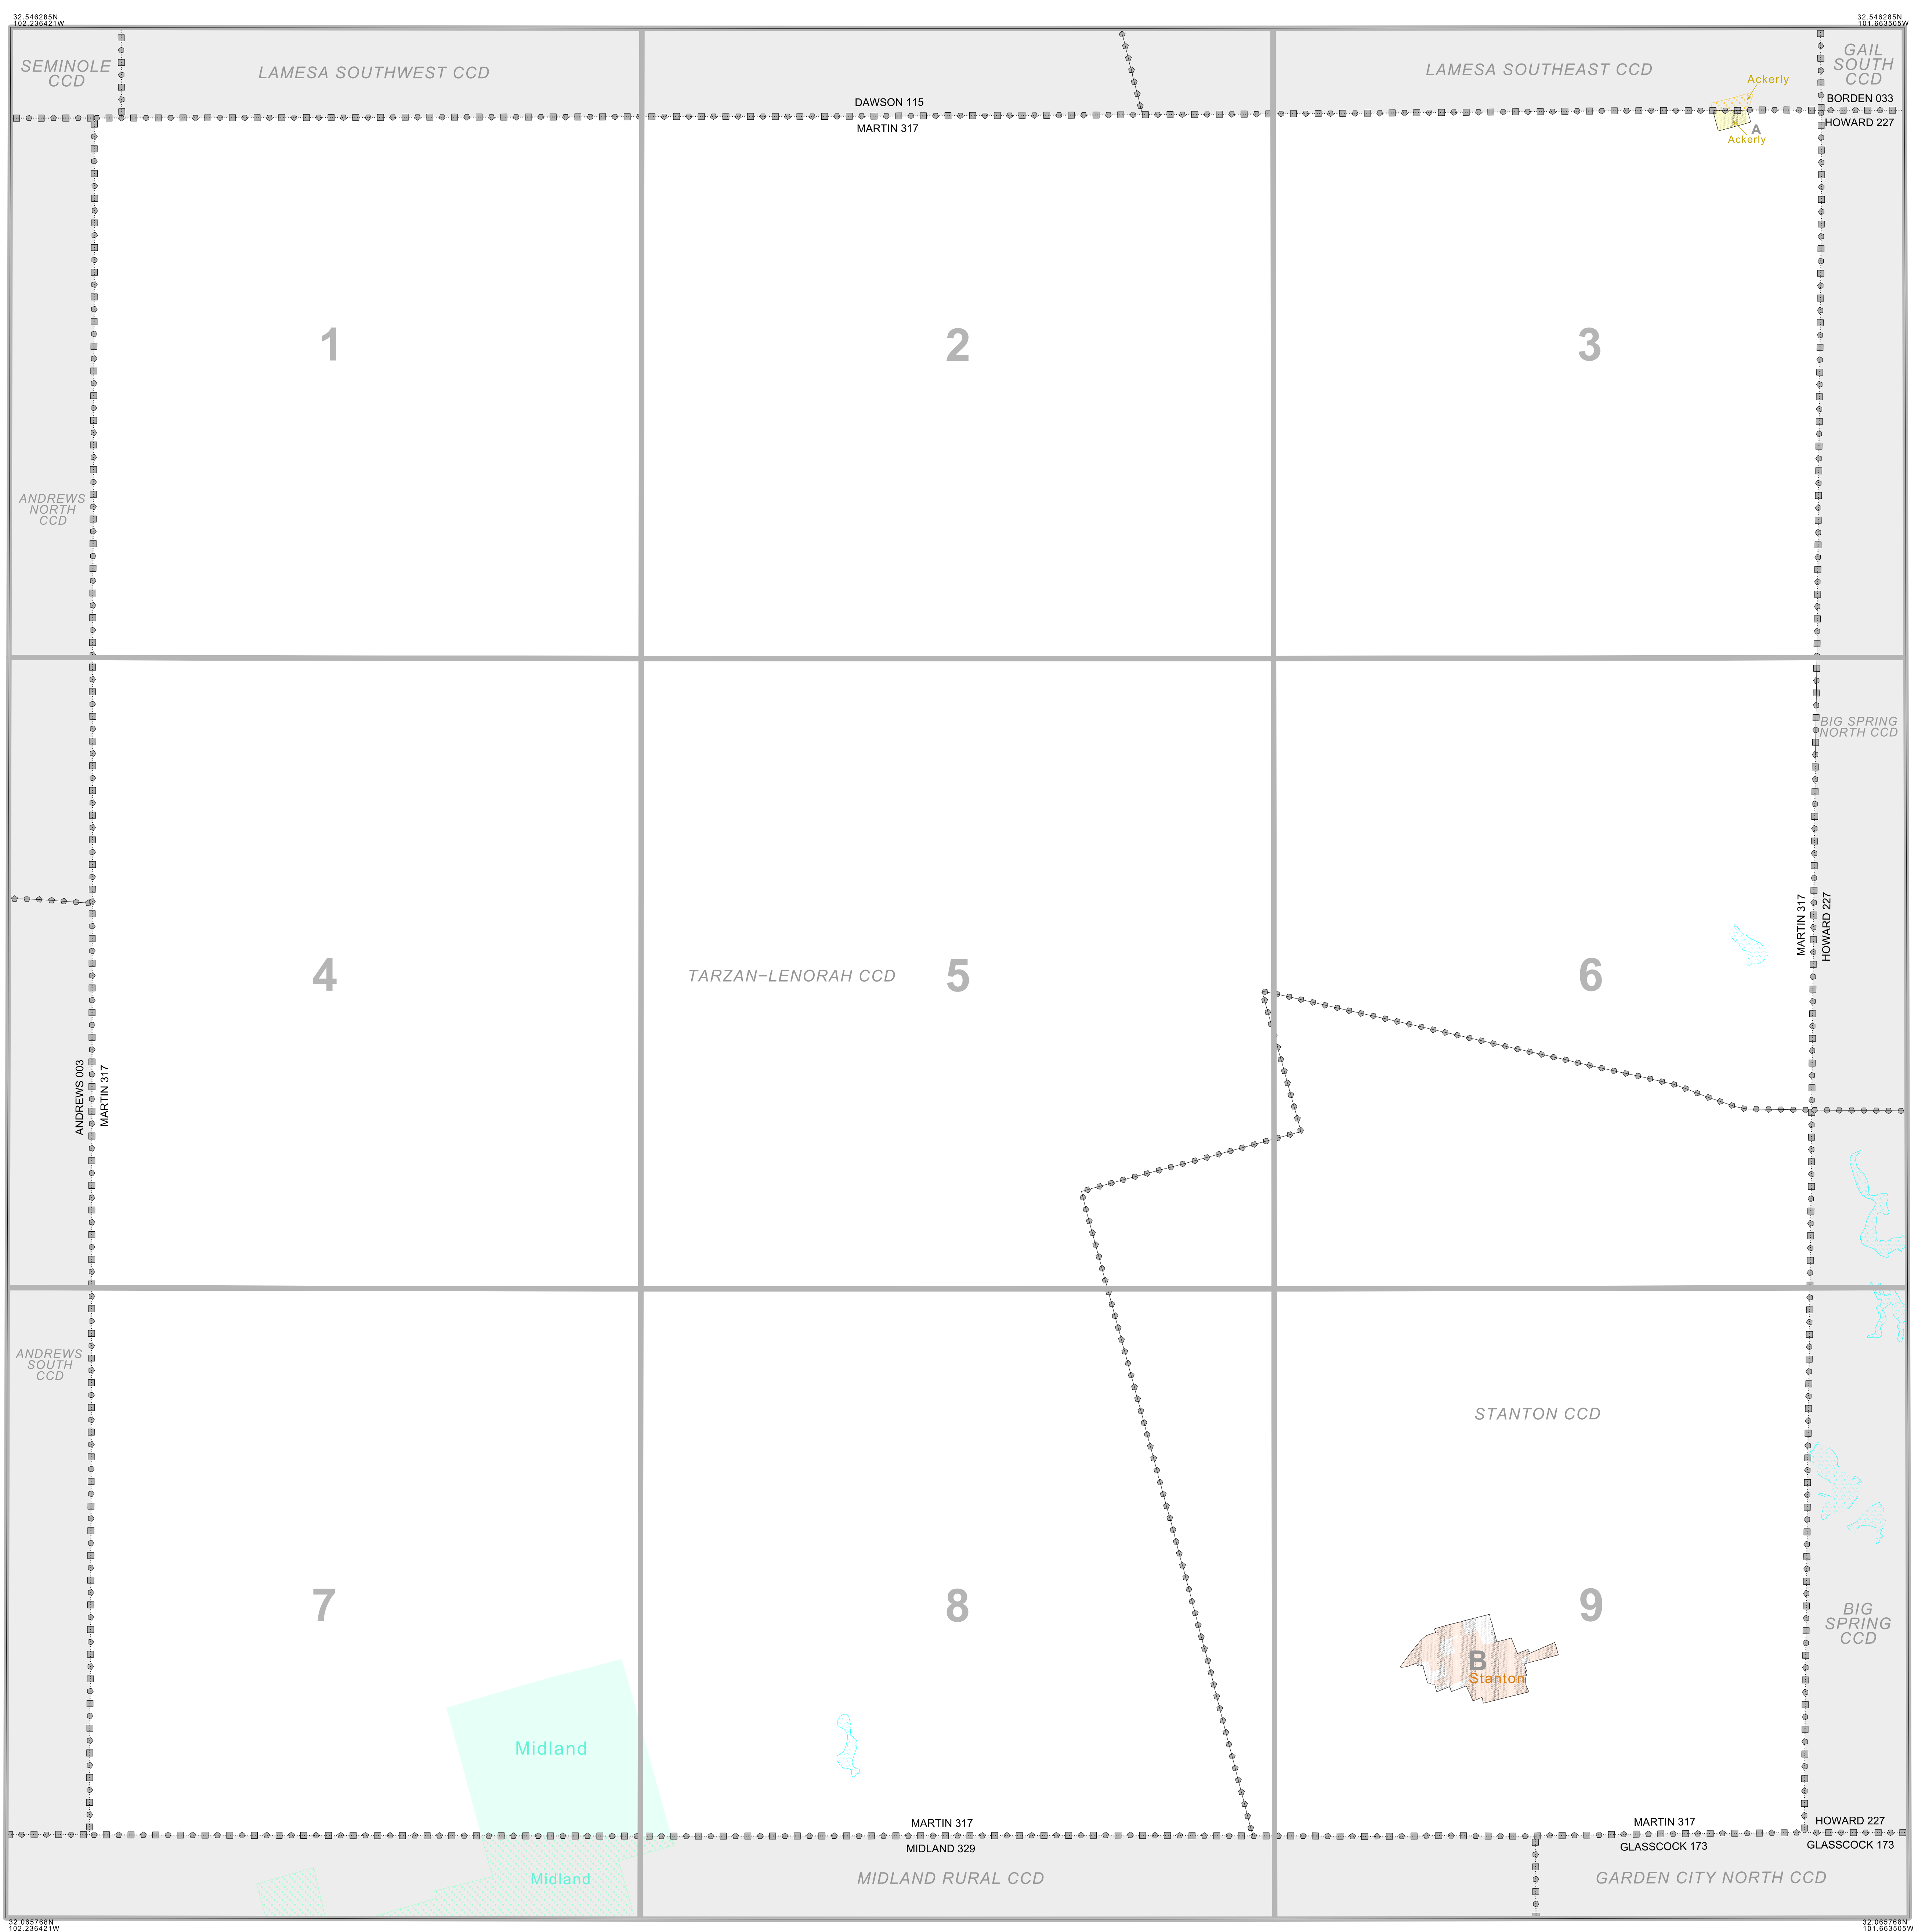 32.546285N
102.236421W
32.546285N
101.663505W
SEMINOLE
CCD
LAMESA SOUTHWEST CCD
LAMESA SOUTHEAST CCD
GAIL
SOUTH
CCD
Ackerly
DAWSON 115
MARTIN 317
BORDEN 033
HOWARD 227
A
Ackerly
1
2
3
ANDREWS
NORTH
CCD
BIG SPRING
NORTH CCD
MARTIN 317
HOWARD 227
4
TARZAN-LENORAH CCD
5
6
ANDREWS 003
MARTIN 317
ANDREWS
SOUTH
CCD
STANTON CCD
7
8
9
BIG
SPRING
CCD
B
Stanton
Midland
MARTIN 317
MIDLAND 329
MARTIN 317
GLASSCOCK 173
HOWARD 227
GLASSCOCK 173
Midland
MIDLAND RURAL CCD
GARDEN CITY NORTH CCD
32.065768N
102.236421W
32.065768N
101.663505W